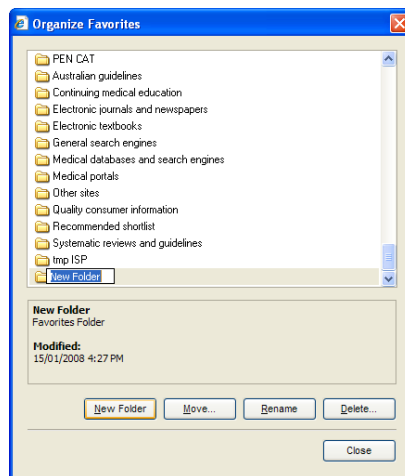 Organize Favorites
PEN CAT
Australian guidelines
Continuing medical education
Electronic journals and newspapers
Electronic textbooks
General search engines
Medical databases and search engines
Medical portals
Other sites
Quality consumer information
Recommended shortlist
Systematic reviews and guidelines
tmp ISP
New Folder
New Folder
Favorites Folder
Modified:
15/01/2008 4:27 PM
New Folder Move... Rename Delete...
Close